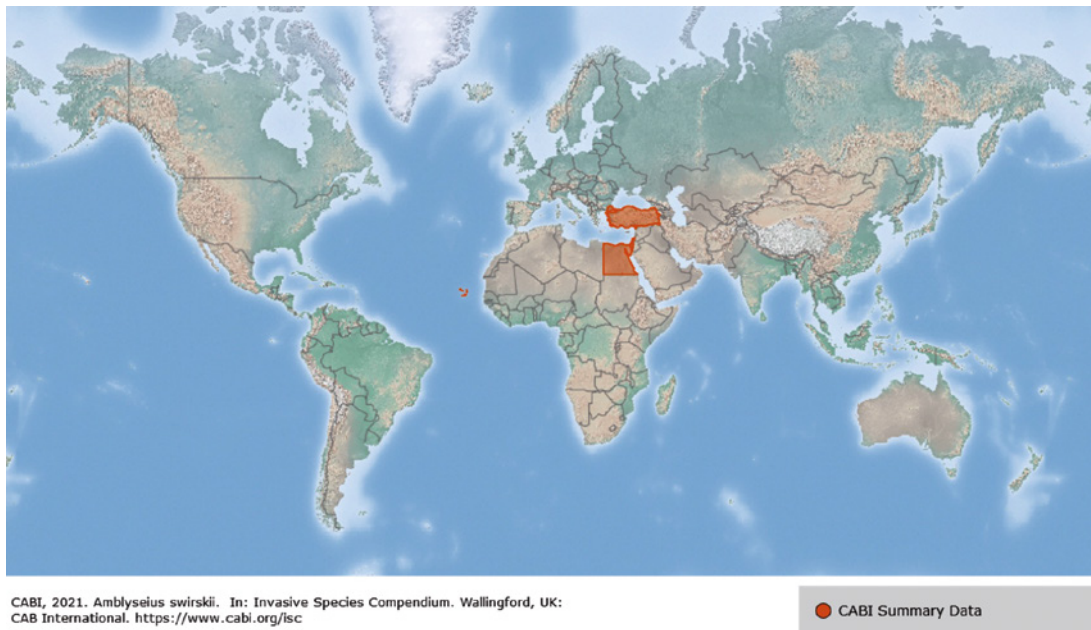 CABI, 2021. Amblyseius swirskii. In: Invasive Species Compendium. Wallingford, UK:
CAB International. https://www.cabi.org/isc
CABI Summary Data